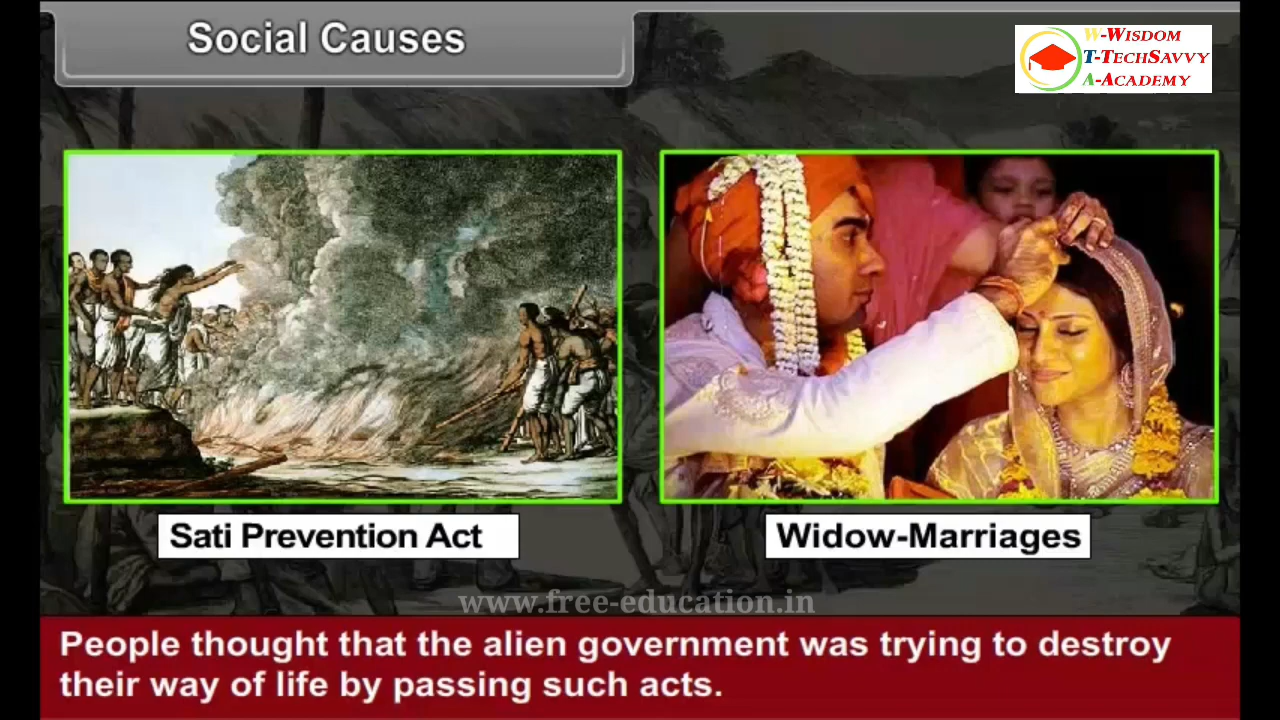 Social Causes
W-WISDOM
T-TECHSAVVY
A-ACADEMY
Sati Prevention Act
Widow-Marriages
www.free-education.in
People thought that the alien government was trying to destroy
their way of life by passing such acts.